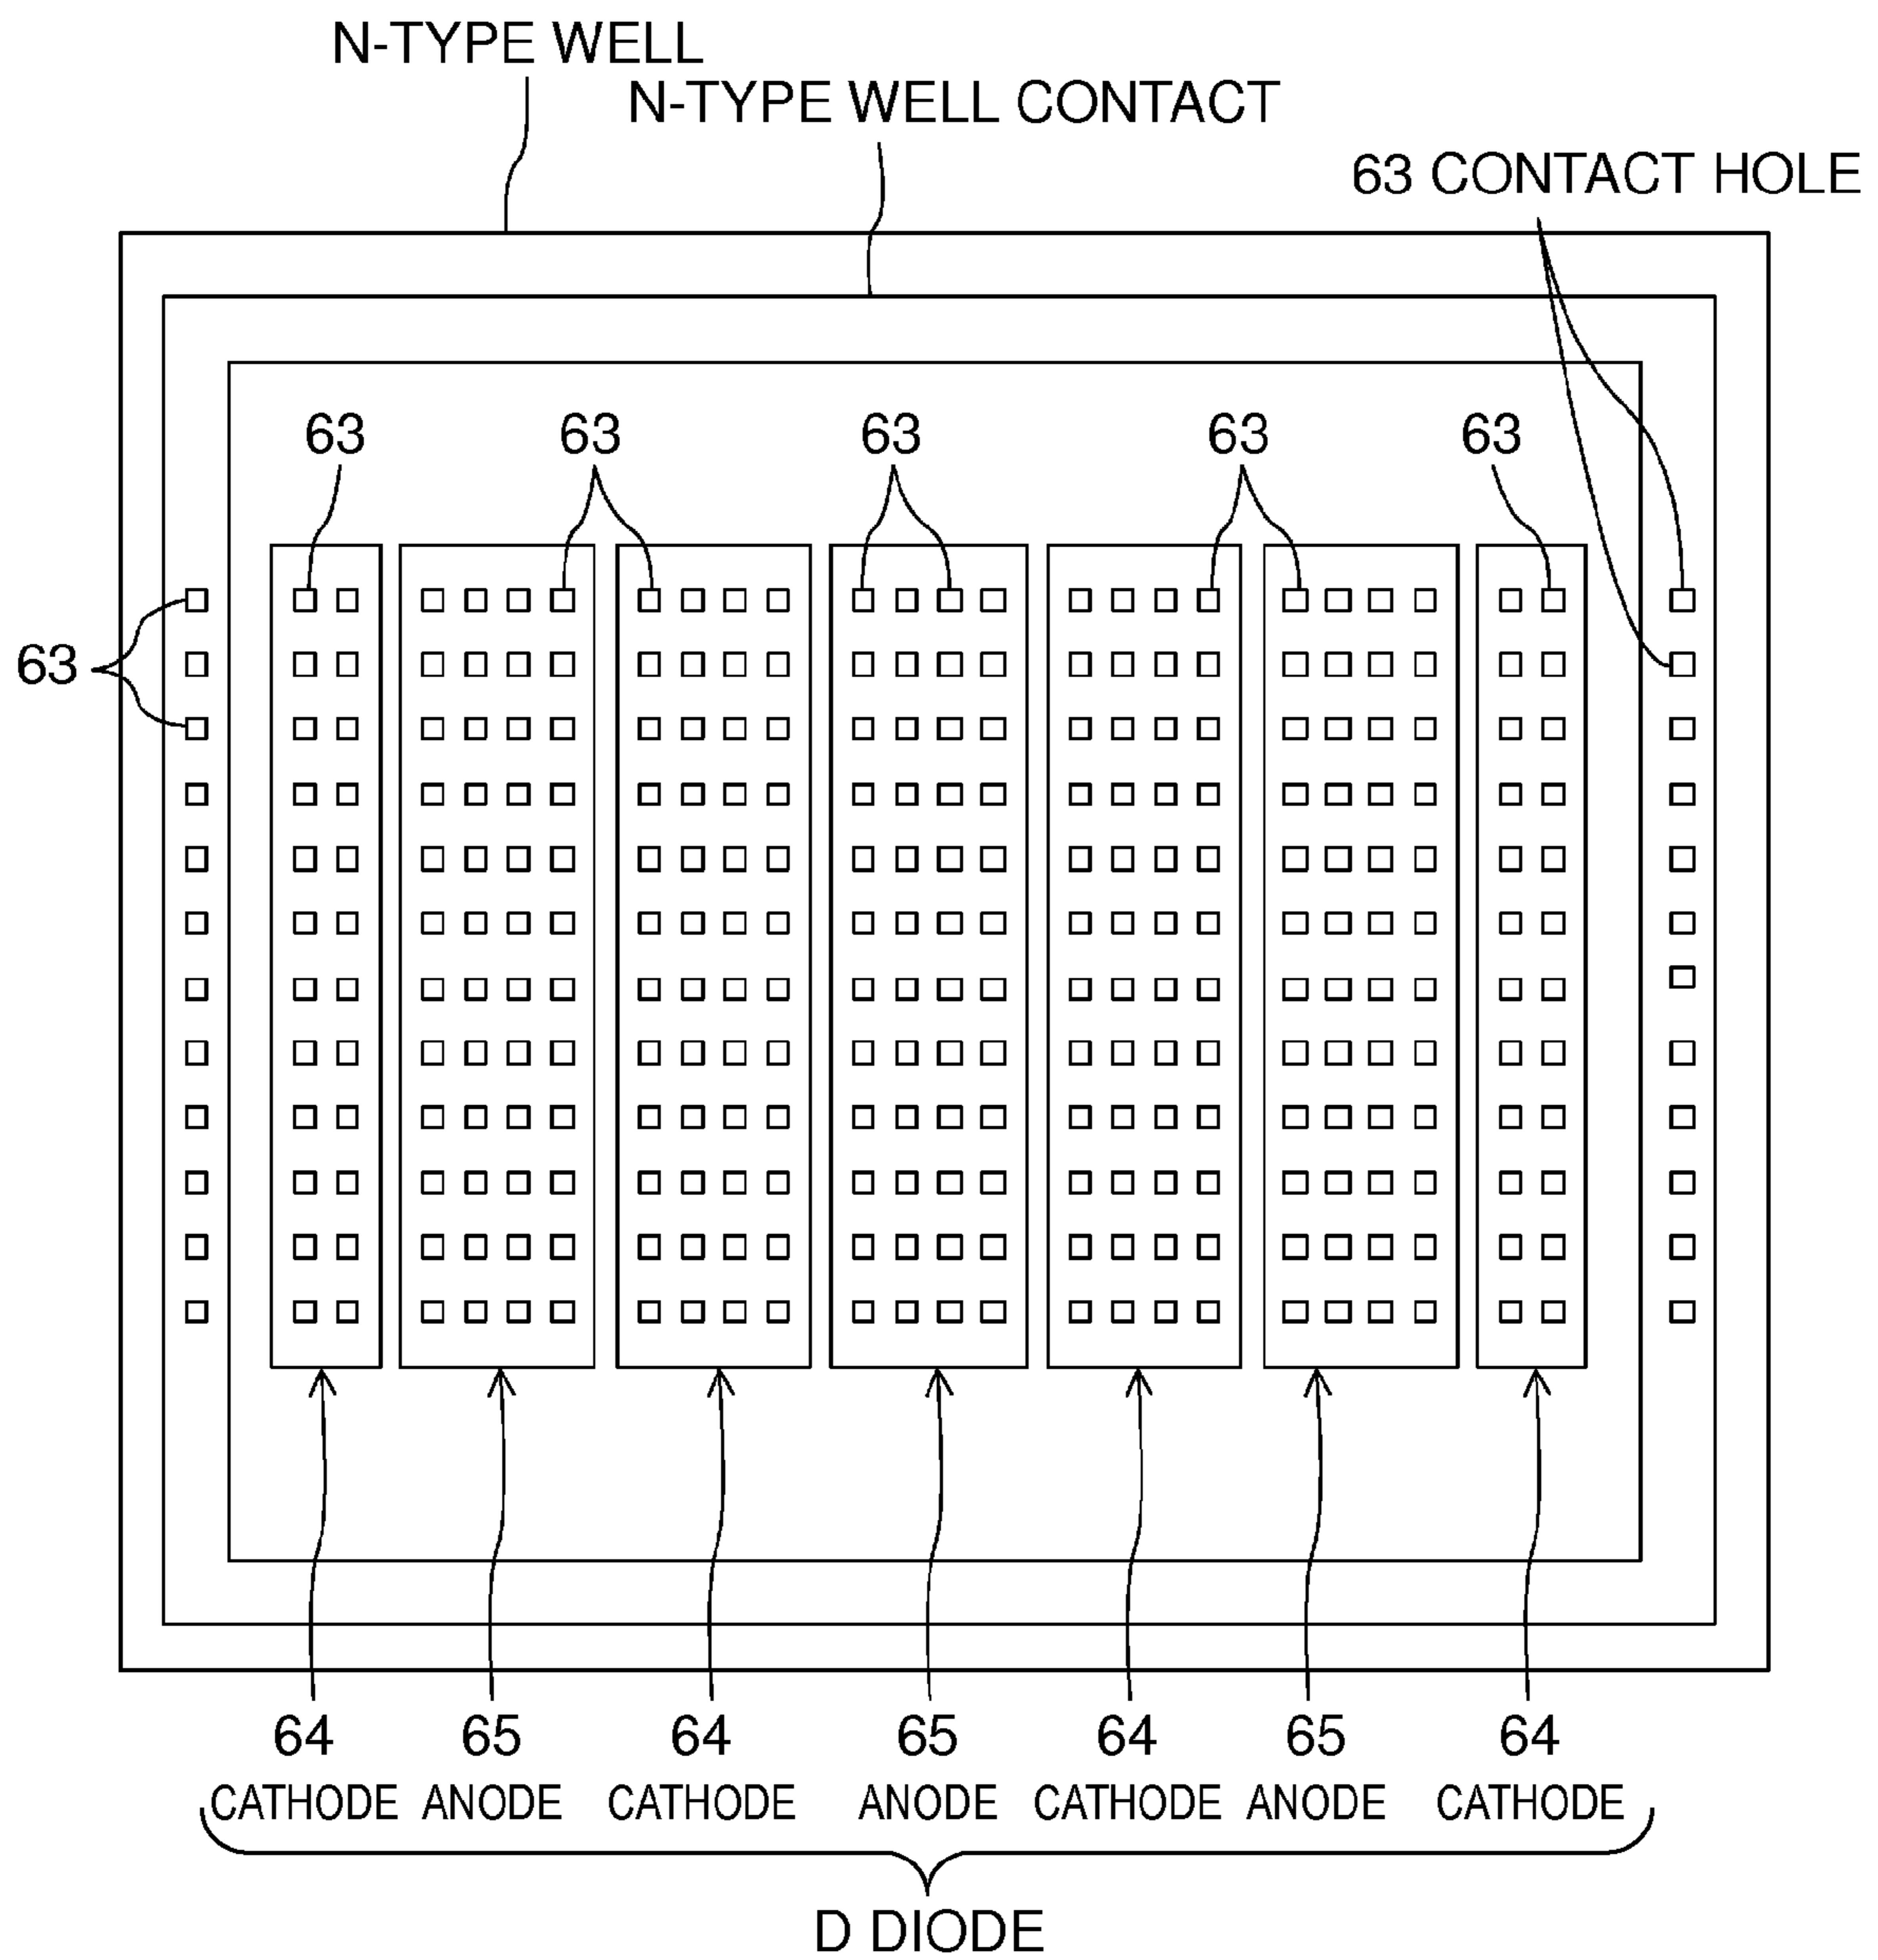 N-TYPE WELL
N-TYPE WELL CONTACT
63 CONTACT HOLE
63 63 63 63 63
63
64 65 64 65 64 65 64
CATHODE ANODE CATHODE ANODE CATHODE ANODE CATHODE
D DIODE